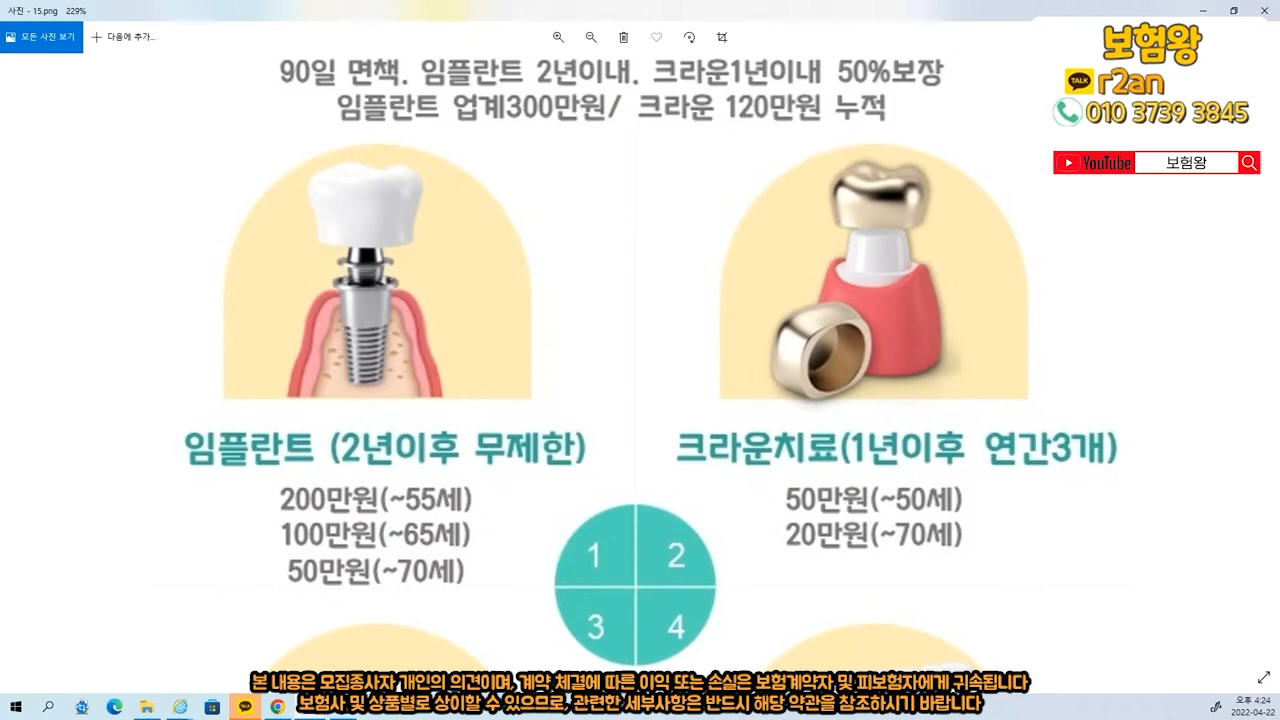 사진 - 15.png 229%
모든 사진 보기
다음에 추가...
보험왕
TALK r2an
010 3739 3845
YouTube 보험왕
90일 면책. 임플란트 2년이내. 크라운1년이내 50%보장
임플란트 업계300만원/ 크라운 120만원 누적
임플란트 (2년이후 무제한)
200만원(~55세)
100만원(~65세)
50만원(~70세)
크라운치료(1년이후 연간3개)
50만원(~50세)
20만원(~70세)
1 2
3 4
본 내용은 모집종사자 개인의 의견이며, 계약 체결에 따른 이익 또는 손실은 보험계약자 및 피보험자에게 귀속됩니다
보험사 및 상품별로 상이할 수 있으므로, 관련한 세부사항은 반드시 해당 약관을 참조하시기 바랍니다
오후 4:24
2022-04-22